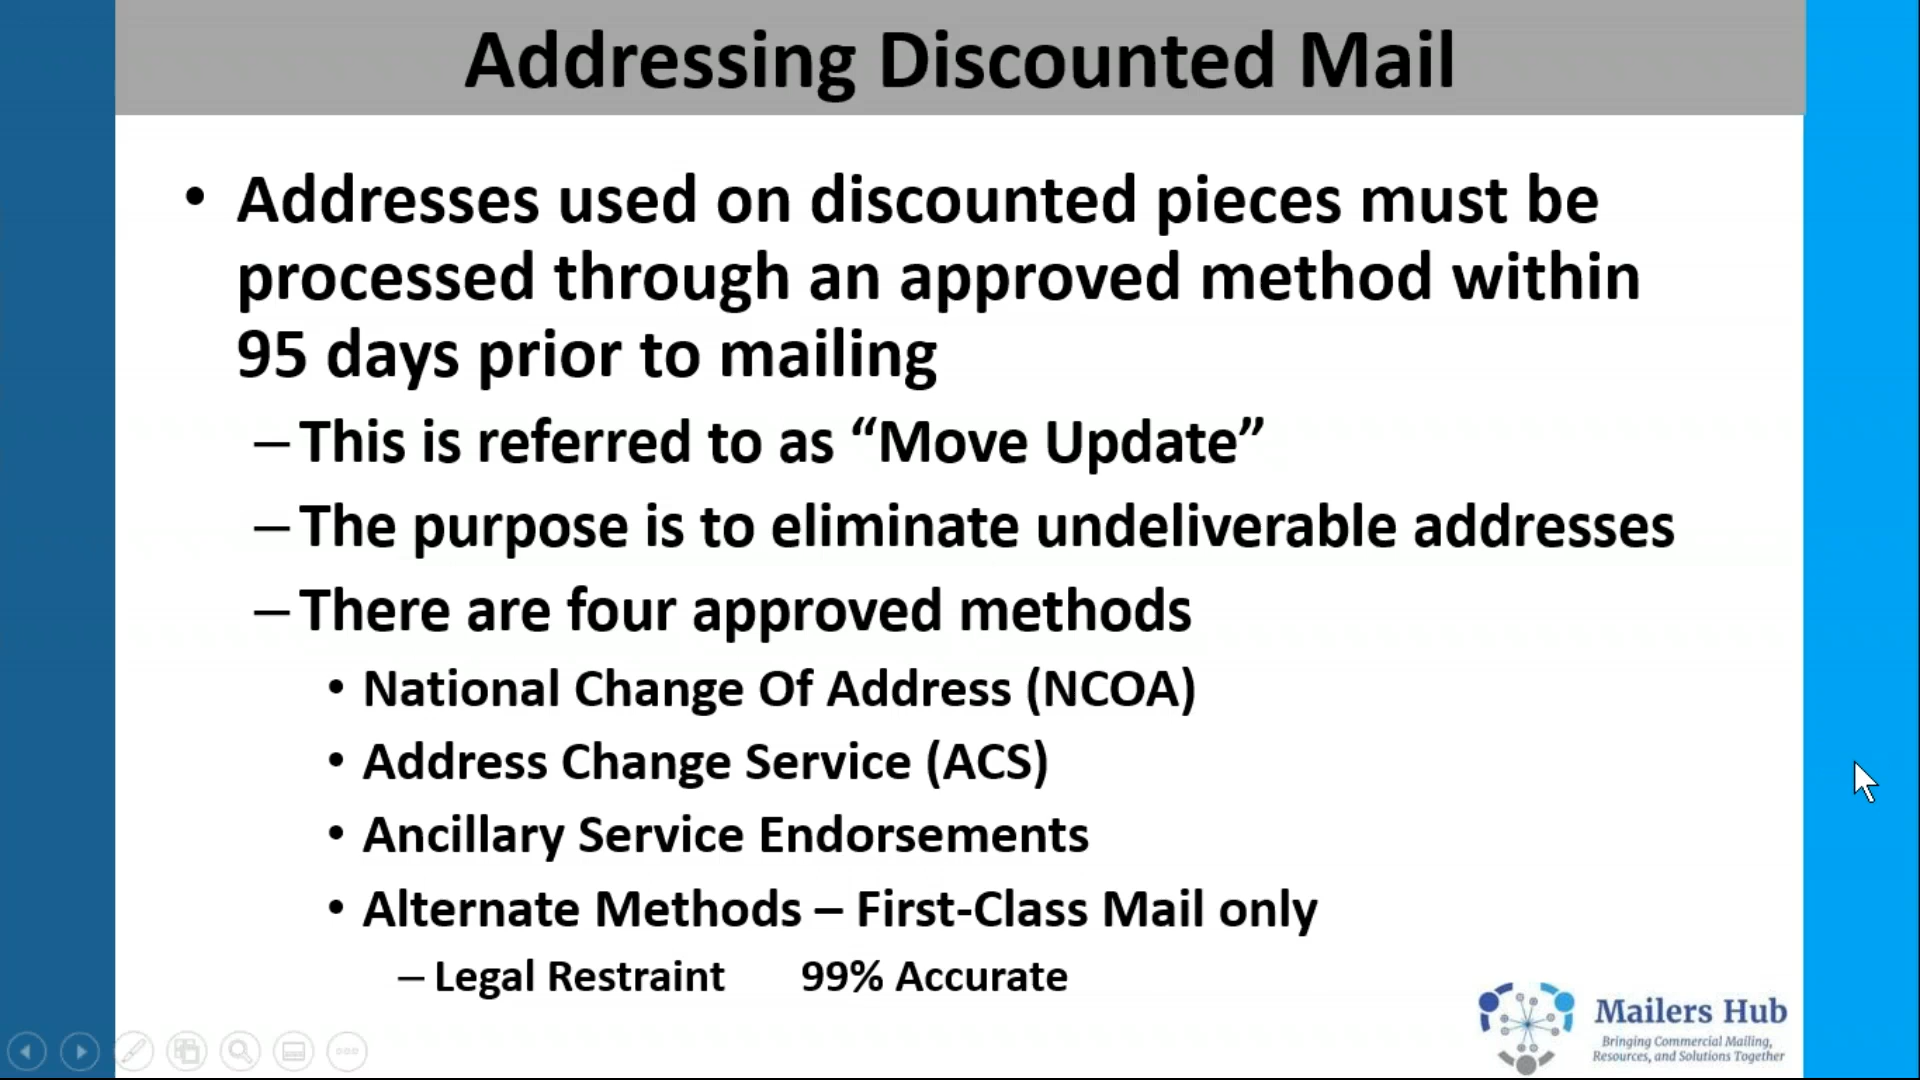 Addressing Discounted Mail
• Addresses used on discounted pieces must be
processed through an approved method within
95 days prior to mailing
– This is referred to as “Move Update”
– The purpose is to eliminate undeliverable addresses
– There are four approved methods
• National Change Of Address (NCOA)
• Address Change Service (ACS)
• Ancillary Service Endorsements
• Alternate Methods – First-Class Mail only
– Legal Restraint 99% Accurate
Mailers Hub
Bringing Commercial Mailing,
Resources, and Solutions Together